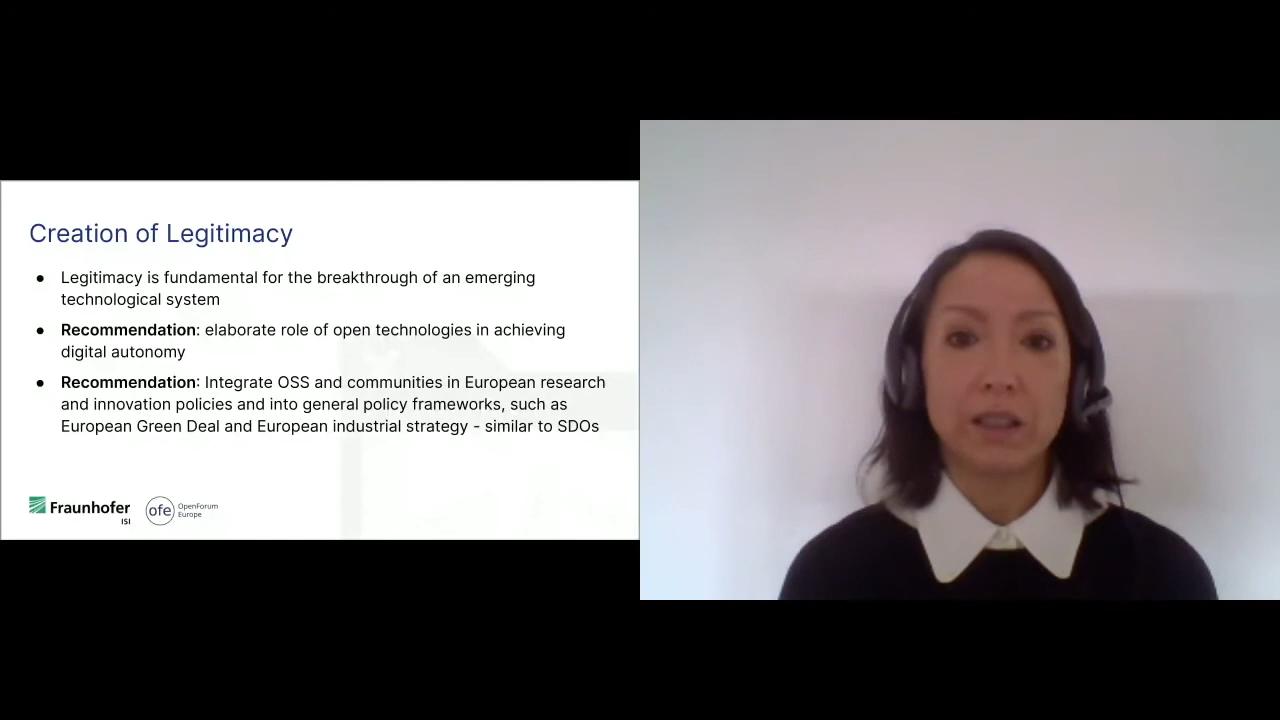 Creation of Legitimacy
● Legitimacy is fundamental for the breakthrough of an emerging
technological system
● Recommendation: elaborate role of open technologies in achieving
digital autonomy
● Recommendation: Integrate OSS and communities in European research
and innovation policies and into general policy frameworks, such as
European Green Deal and European industrial strategy - similar to SDOs
Fraunhofer
ISI
ofe
OpenForum
Europe